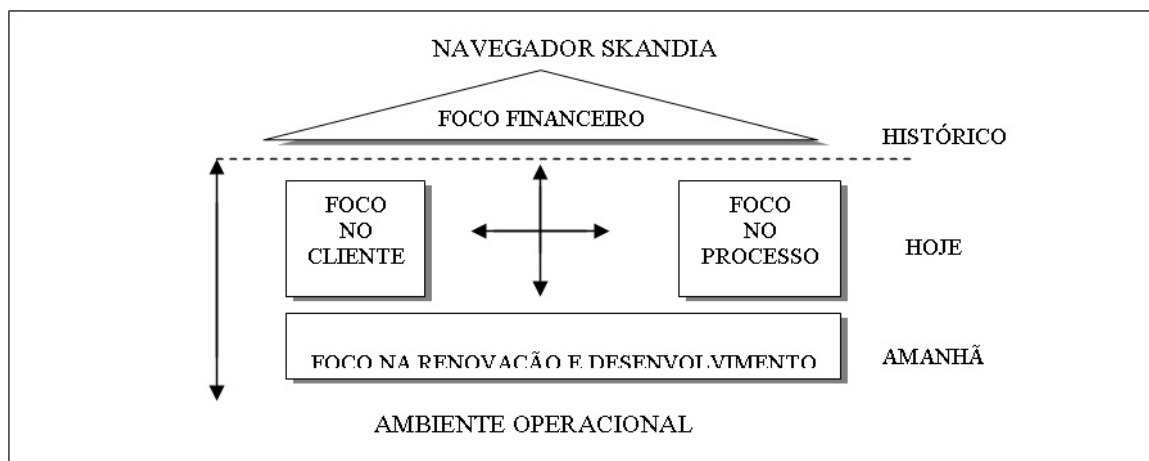 NAVEGADOR SKANDIA
FOCO FINANCEIRO
HISTÓRICO
FOCO
NO
CLIENTE
FOCO
NO
PROCESSO
HOJE
FOCO NA RENOVAÇÃO E DESENVOLVIMENTO
AMANHÃ
AMBIENTE OPERACIONAL